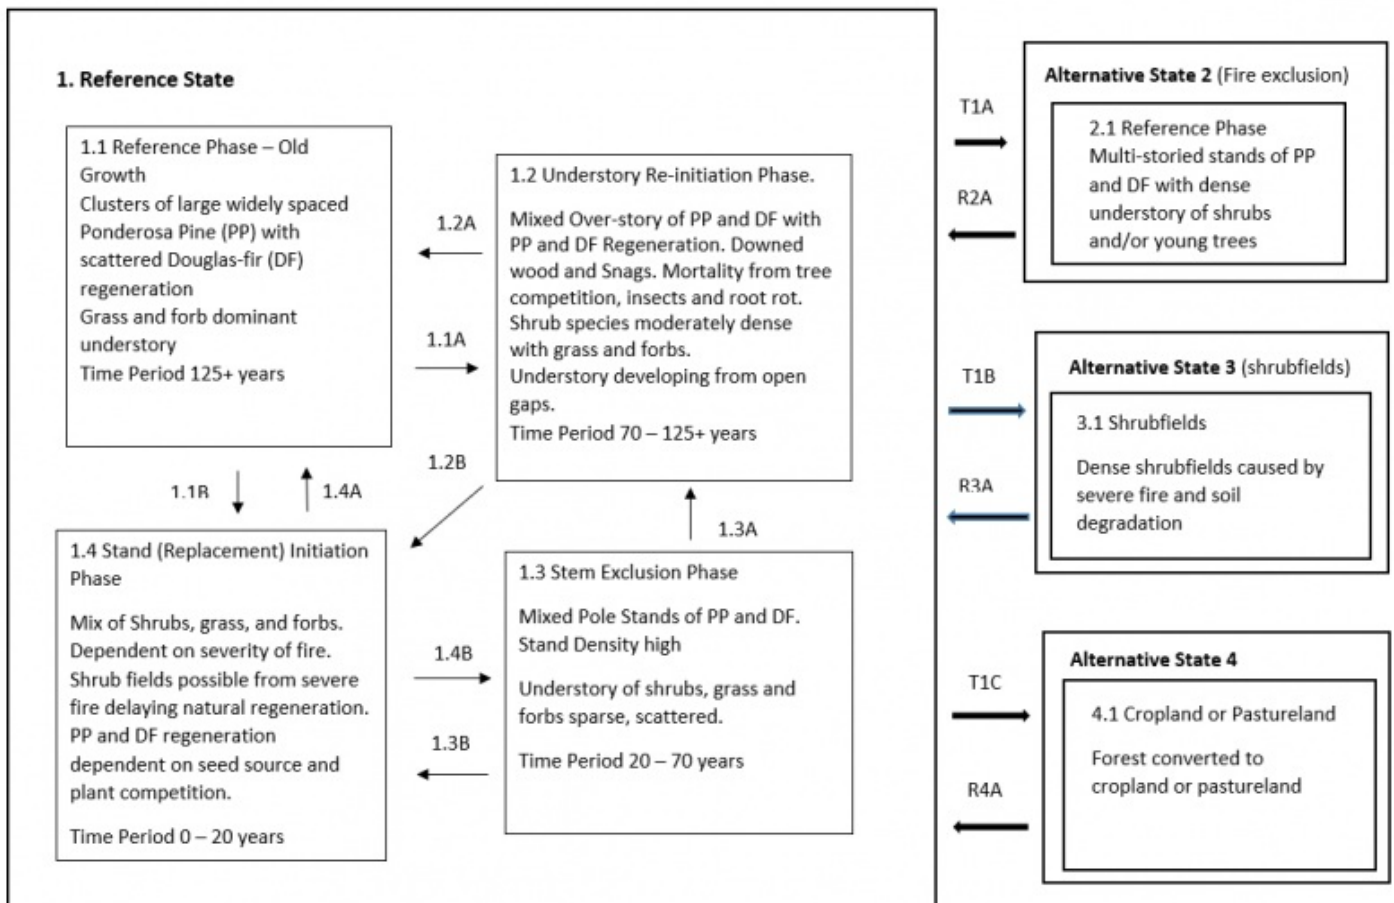 1. Reference State
1.1 Reference Phase – Old
Growth
Clusters of large widely spaced
Ponderosa Pine (PP) with
scattered Douglas-fir (DF)
regeneration
Grass and forb dominant
understory
Time Period 125+ years
1.2A
1.1A
1.2 Understory Re-initiation Phase.
Mixed Over-story of PP and DF with
PP and DF Regeneration. Downed
wood and Snags. Mortality from tree
competition, insects and root rot.
Shrub species moderately dense
with grass and forbs.
Understory developing from open
gaps.
Time Period 70 – 125+ years
1.1B
1.4A
1.2B
1.3A
1.4 Stand (Replacement) Initiation
Phase
Mix of Shrubs, grass, and forbs.
Dependent on severity of fire.
Shrub fields possible from severe
fire delaying natural regeneration.
PP and DF regeneration
dependent on seed source and
plant competition.
Time Period 0 – 20 years
1.4B
1.3B
1.3 Stem Exclusion Phase
Mixed Pole Stands of PP and DF.
Stand Density high
Understory of shrubs, grass and
forbs sparse, scattered.
Time Period 20 – 70 years
T1A
R2A
Alternative State 2 (Fire exclusion)
2.1 Reference Phase
Multi-storied stands of PP
and DF with dense
understory of shrubs
and/or young trees
T1B
R3A
Alternative State 3 (shrubfields)
3.1 Shrubfields
Dense shrubfields caused by
severe fire and soil
degradation
T1C
R4A
Alternative State 4
4.1 Cropland or Pastureland
Forest converted to
cropland or pastureland